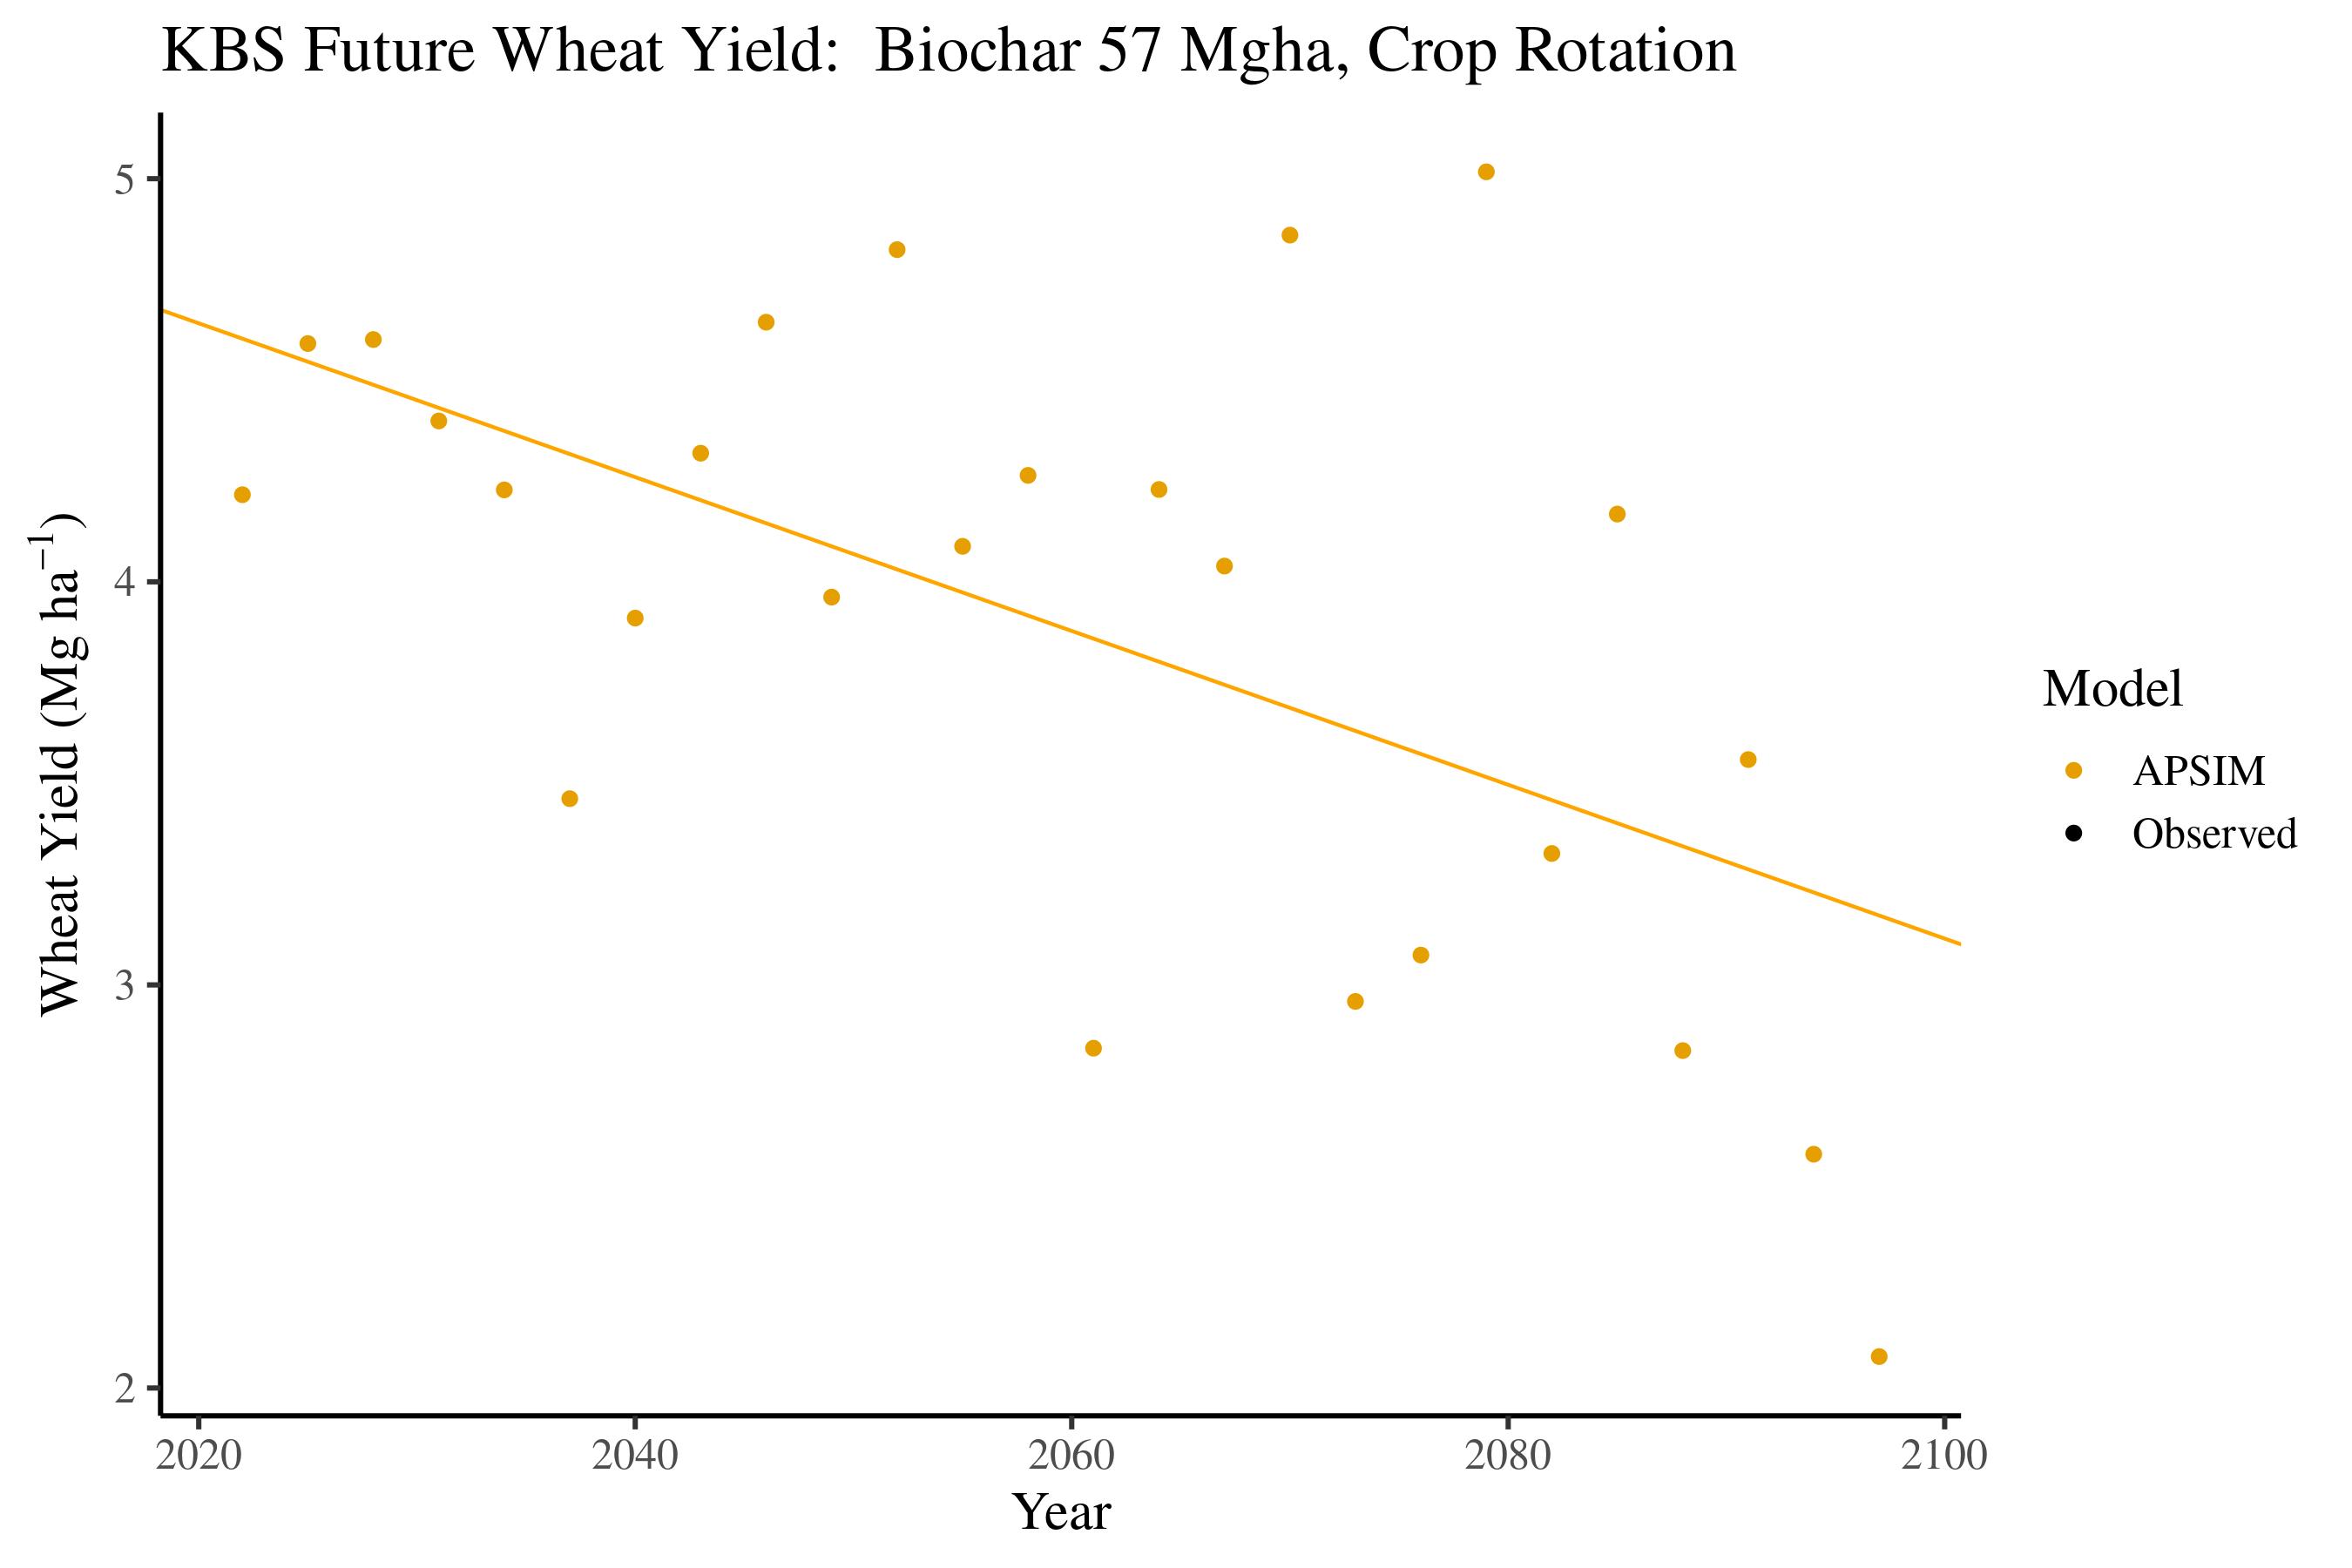 KBS Future Wheat Yield:  Biochar 57 Mgha, Crop Rotation
Wheat Yield (Mg ha⁻¹)
5
4
3
2
2020
2040
2060
2080
2100
Year
Model
APSIM
Observed